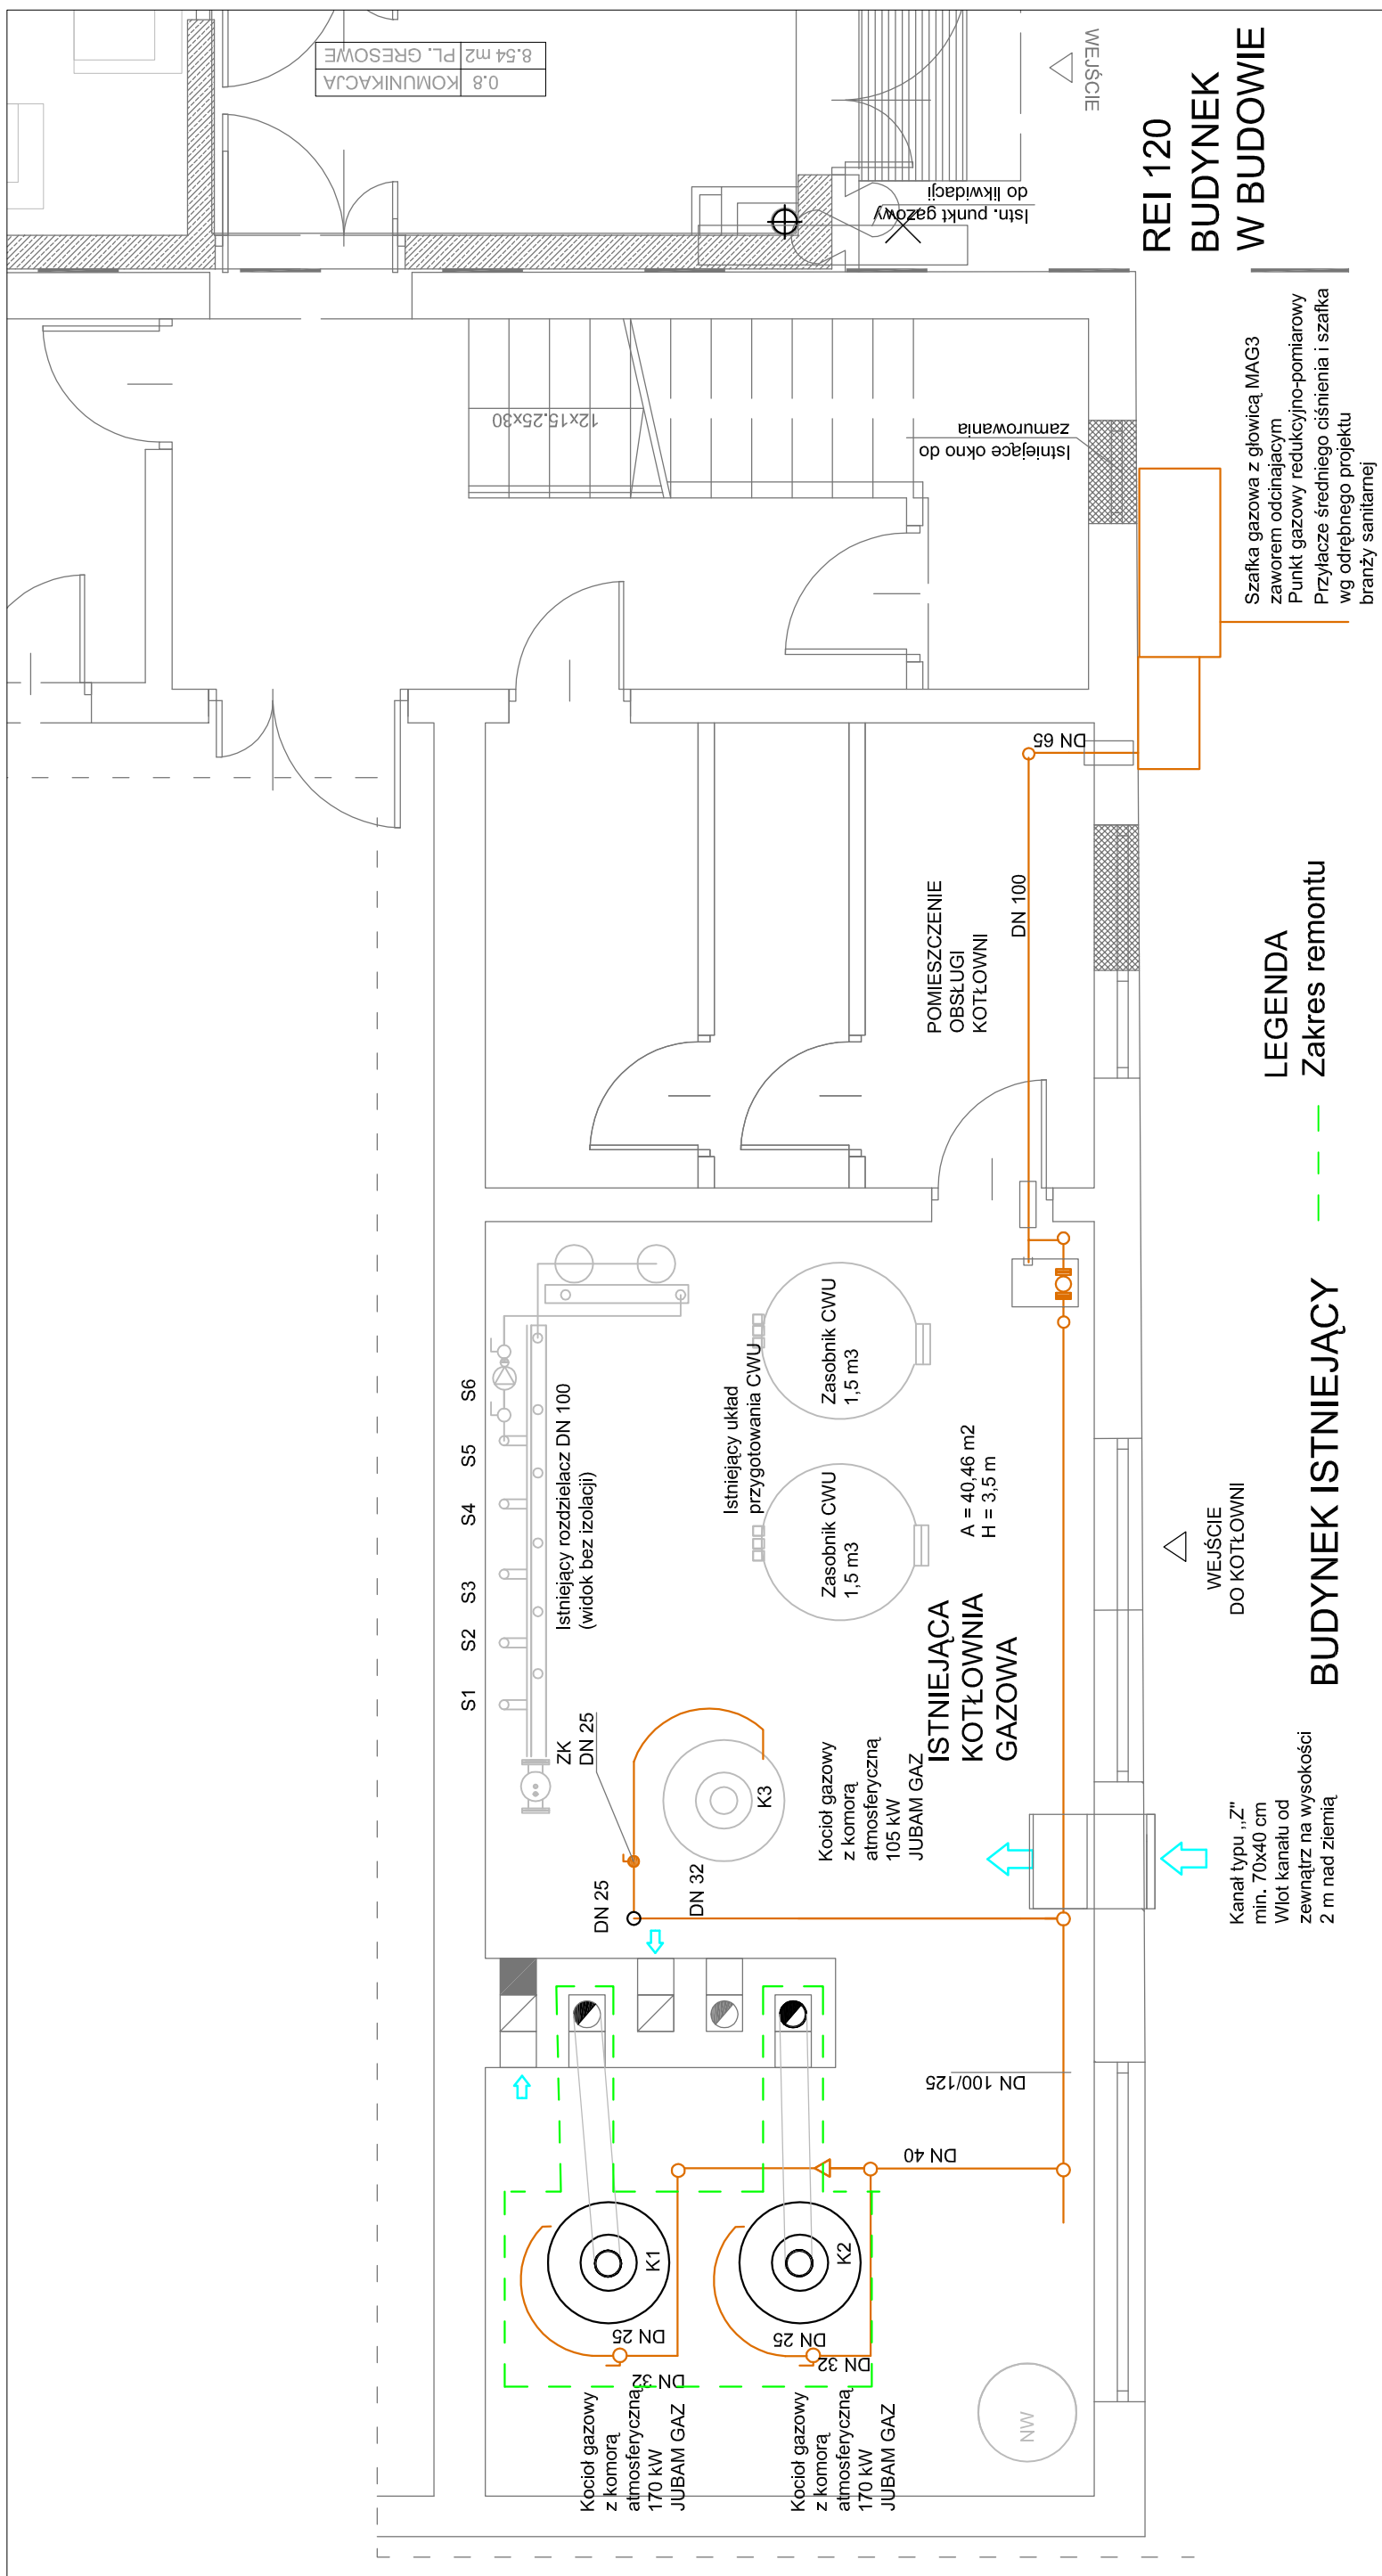 0.8 KOMUNIKACJA
8.54 m2 PL. GRESOWE
WEJŚCIE
REI 120
BUDYNEK
W BUDOWIE
Istn. punkt gazowy
do likwidacji
12x15.25x30
Istniejące okno do
zamurowania
Szafka gazowa z głowicą MAG3
zaworem odcinajacym
Punkt gazowy redukcyjno-pomiarowy
Przyłacze średniego ciśnienia i szafka
wg odrębnego projektu
branży sanitarnej
DN 65
DN 100
POMIESZCZENIE
OBSŁUGI
KOTŁOWNI
LEGENDA
Zakres remontu
S1
S2
S3
S4
S5
S6
Istniejący rozdzielacz DN 100
(widok bez izolacji)
Istniejący układ
przygotowania CWU
Zasobnik CWU
1,5 m3
Zasobnik CWU
1,5 m3
A = 40,46 m2
H = 3,5 m
ISTNIEJĄCA
KOTŁOWNIA
GAZOWA
WEJŚCIE
DO KOTŁOWNI
BUDYNEK ISTNIEJĄCY
ZK
DN 25
K3
DN 25
DN 32
Kocioł gazowy
z komorą
atmosferyczną
105 kW
JUBAM GAZ
Kanał typu ,,Z"
min. 70x40 cm
Wlot kanału od
zewnątrz na wysokości
2 m nad ziemią
DN 100/125
DN 40
K1
K2
DN 25
DN 32
DN 25
DN 32
Kocioł gazowy
z komorą
atmosferyczną
170 kW
JUBAM GAZ
Kocioł gazowy
z komorą
atmosferyczną
170 kW
JUBAM GAZ
NW